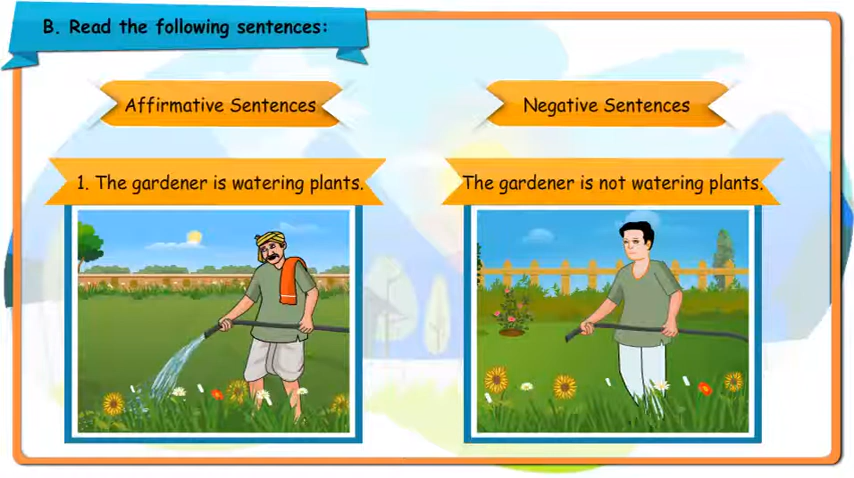 B. Read the following sentences:
Affirmative Sentences
Negative Sentences
1. The gardener is watering plants.
The gardener is not watering plants.